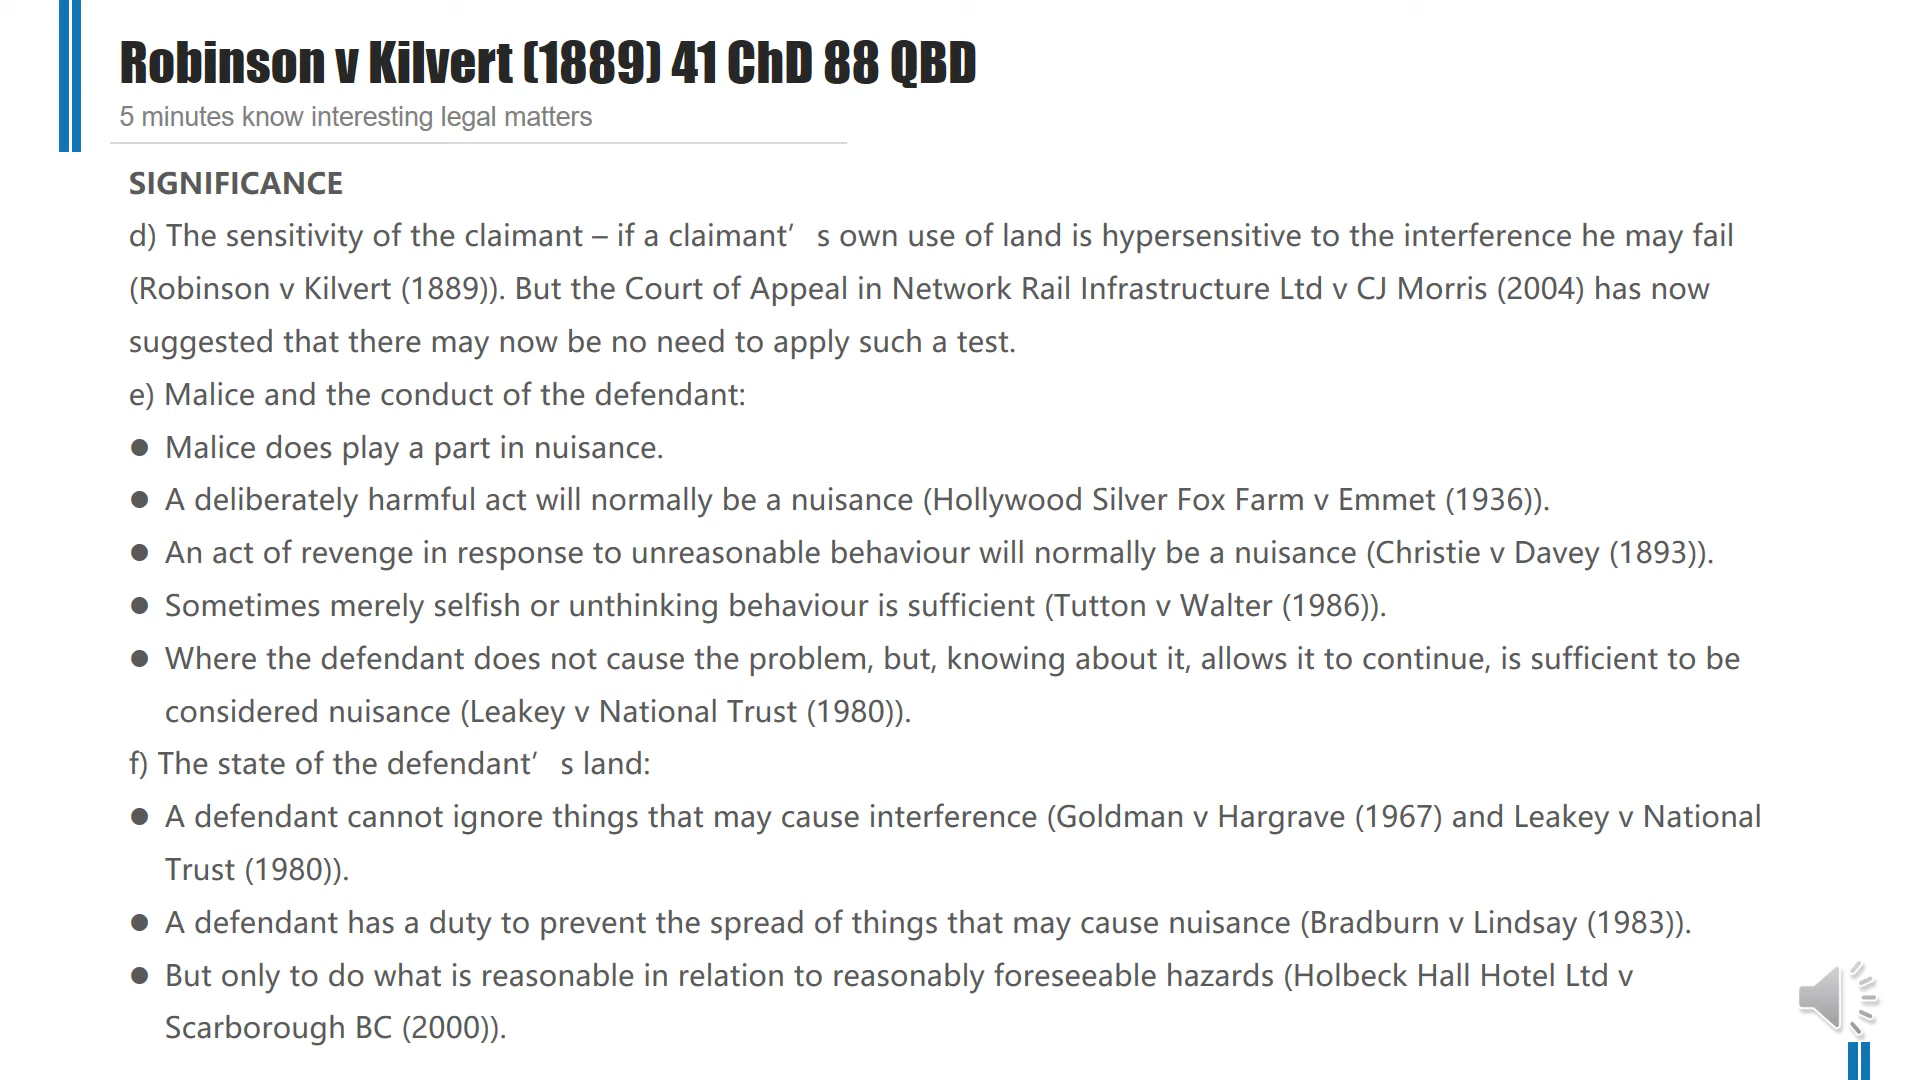 Robinson v Kilvert (1889) 41 ChD 88 QBD
5 minutes know interesting legal matters
SIGNIFICANCE
d) The sensitivity of the claimant – if a claimant’s own use of land is hypersensitive to the interference he may fail
(Robinson v Kilvert (1889)). But the Court of Appeal in Network Rail Infrastructure Ltd v CJ Morris (2004) has now
suggested that there may now be no need to apply such a test.
e) Malice and the conduct of the defendant:
● Malice does play a part in nuisance.
● A deliberately harmful act will normally be a nuisance (Hollywood Silver Fox Farm v Emmet (1936)).
● An act of revenge in response to unreasonable behaviour will normally be a nuisance (Christie v Davey (1893)).
● Sometimes merely selfish or unthinking behaviour is sufficient (Tutton v Walter (1986)).
● Where the defendant does not cause the problem, but, knowing about it, allows it to continue, is sufficient to be
considered nuisance (Leakey v National Trust (1980)).
f) The state of the defendant’s land:
● A defendant cannot ignore things that may cause interference (Goldman v Hargrave (1967) and Leakey v National
Trust (1980)).
● A defendant has a duty to prevent the spread of things that may cause nuisance (Bradburn v Lindsay (1983)).
● But only to do what is reasonable in relation to reasonably foreseeable hazards (Holbeck Hall Hotel Ltd v
Scarborough BC (2000)).